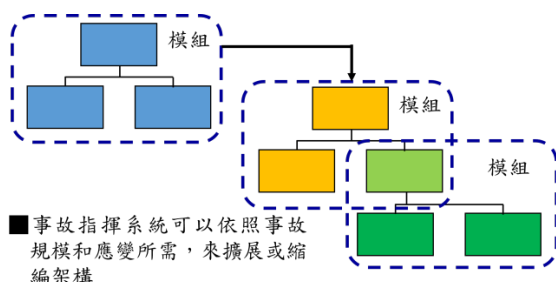 模組
模組
模組
■事故指揮系統可以依照事故
規模和應變所需，來擴展或縮
編架構